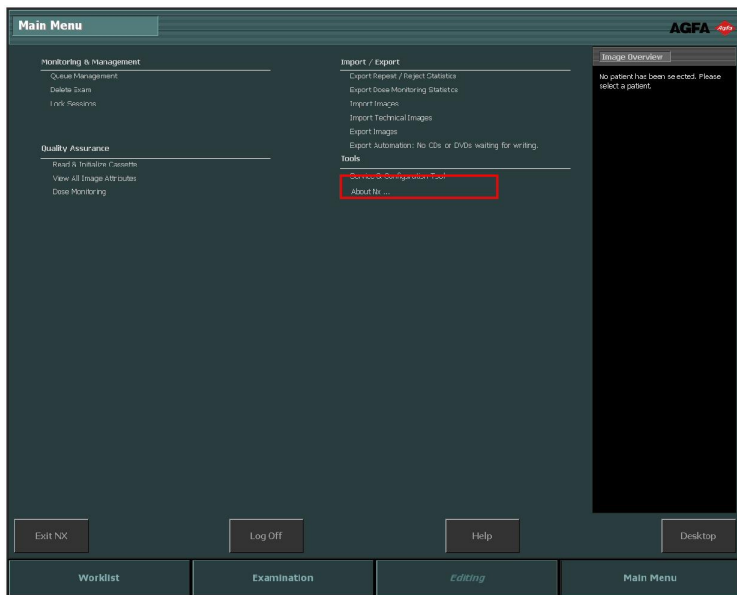 Main Menu
AGFA Agfa
Monitoring & Management
Queue Management
Delete Exam
Lock Sessions
Quality Assurance
Read & Initialize Cassette
View All Image Attributes
Dose Monitoring
Import / Export
Export Repeat / Reject Statistics
Export Dose Monitoring Statistics
Import Images
Import Technical Images
Export Images
Export Automation: No CDs or DVDs waiting for writing.
Tools
Service & Configuration Tool
About Nx ...
Image Overview
No patient has been selected. Please
select a patient.
Exit NX
Log Off
Help
Desktop
Worklist
Examination
Editing
Main Menu